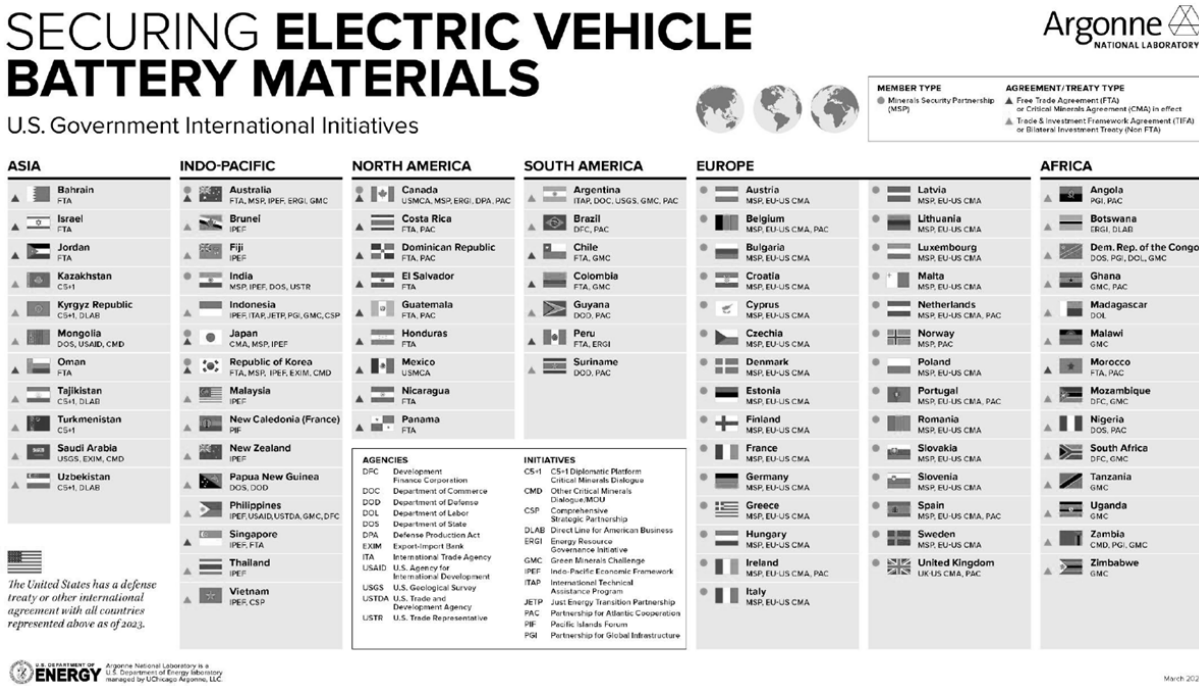 SECURING ELECTRIC VEHICLE
BATTERY MATERIALS
U.S. Government International Initiatives
Argonne
NATIONAL LABORATORY
MEMBER TYPE
Minerals Security Partnership
(MSP)
AGREEMENT/TREATY TYPE
Free Trade Agreement (FTA)
or Critical Minerals Agreement (CMA) in effect
Trade & Investment Framework Agreement (TIFA)
or Bilateral Investment Treaty (Non FTA)
ASIA
Bahrain
FTA
Israel
FTA
Jordan
FTA
Kazakhstan
C5+1
Kyrgyz Republic
C5+1, DLAB
Mongolia
DOS, USAID, CMD
Oman
FTA
Tajikistan
C5+1, DLAB
Turkmenistan
C5+1
Saudi Arabia
USGS, EXIM, CMD
Uzbekistan
C5+1, DLAB
The United States has a defense
treaty or other international
agreement with all countries
represented above as of 2023.
INDO-PACIFIC
Australia
FTA, MSP, IPEF, ERGI, GMC
Brunei
IPEF
Fiji
IPEF
India
MSP, IPEF, DOS, USTR
Indonesia
IPEF, ITAP, JETP, PGI, GMC, CSP
Japan
CMA, MSP, IPEF
Republic of Korea
FTA, MSP, IPEF, EXIM, CMD
Malaysia
IPEF
New Caledonia (France)
PIF
New Zealand
IPEF
Papua New Guinea
DOS, DOD
Philippines
IPEF, USAID, USTDA, GMC, DFC
Singapore
IPEF, FTA
Thailand
IPEF
Vietnam
IPEF, CSP
NORTH AMERICA
Canada
USMCA, MSP, ERGI, DPA, PAC
Costa Rica
FTA, PAC
Dominican Republic
FTA, PAC
El Salvador
FTA
Guatemala
FTA, PAC
Honduras
FTA
Mexico
USMCA
Nicaragua
FTA
Panama
FTA
SOUTH AMERICA
Argentina
ITAP, DOC, USGS, GMC, PAC
Brazil
DFC, PAC
Chile
FTA, GMC
Colombia
FTA
Guyana
DOD, PAC
Peru
FTA, ERGI
Suriname
DOD, PAC
AGENCIES
DFC Development
Finance Corporation
DOC Department of Commerce
DOD Department of Defense
DOL Department of Labor
DOS Department of State
DPA Defense Production Act
EXIM Export-Import Bank
ITA International Trade Agency
USAID U.S. Agency for
International Development
USGS U.S. Geological Survey
USTDA U.S. Trade and
Development Agency
USTR U.S. Trade Representative
INITIATIVES
C5+1 C5+1 Diplomatic Platform
Critical Minerals Dialogue
CMD Other Critical Minerals
Dialogue/MOU
CSP Comprehensive
Strategic Partnership
DLAB Direct Line for American Business
ERGI Energy Resource
Governance Initiative
GMC Green Minerals Challenge
IPEF Indo-Pacific Economic Framework
ITAP International Technical
Assistance Program
JETP Just Energy Transition Partnership
PAC Partnership for Atlantic Cooperation
PIF Pacific Islands Forum
PGI Partnership for Global Infrastructure
EUROPE
Austria
MSP, EU-US CMA
Belgium
MSP, EU-US CMA, PAC
Bulgaria
MSP, EU-US CMA
Croatia
MSP, EU-US CMA
Cyprus
MSP, EU-US CMA
Czechia
MSP, EU-US CMA
Denmark
MSP, EU-US CMA
Estonia
MSP, EU-US CMA
Finland
MSP, EU-US CMA
France
MSP, EU-US CMA
Germany
MSP, EU-US CMA
Greece
MSP, EU-US CMA
Hungary
MSP, EU-US CMA
Ireland
MSP, EU-US CMA, PAC
Italy
MSP, EU-US CMA
Latvia
MSP, EU-US CMA
Lithuania
MSP, EU-US CMA
Luxembourg
MSP, EU-US CMA
Malta
MSP, EU-US CMA
Netherlands
MSP, EU-US CMA, PAC
Norway
MSP, PAC
Poland
MSP, EU-US CMA
Portugal
MSP, EU-US CMA, PAC
Romania
MSP, EU-US CMA
Slovakia
MSP, EU-US CMA
Slovenia
MSP, EU-US CMA
Spain
MSP, EU-US CMA, PAC
Sweden
MSP, EU-US CMA
United Kingdom
UK-US CMA, PAC
AFRICA
Angola
PGI, PAC
Botswana
ERGI, DLAB
Dem. Rep. of the Congo
DOS, PGI, DOL, GMC
Ghana
GMC, PAC
Madagascar
DOL
Malawi
GMC
Morocco
FTA, PAC
Mozambique
DFC, GMC
Nigeria
DOS, PAC
South Africa
DFC, GMC
Tanzania
GMC
Uganda
GMC
Zambia
CMD, PGI, GMC
Zimbabwe
GMC
U.S. DEPARTMENT OF
ENERGY
Argonne National Laboratory is a
U.S. Department of Energy laboratory
managed by UChicago Argonne, LLC.
March 202